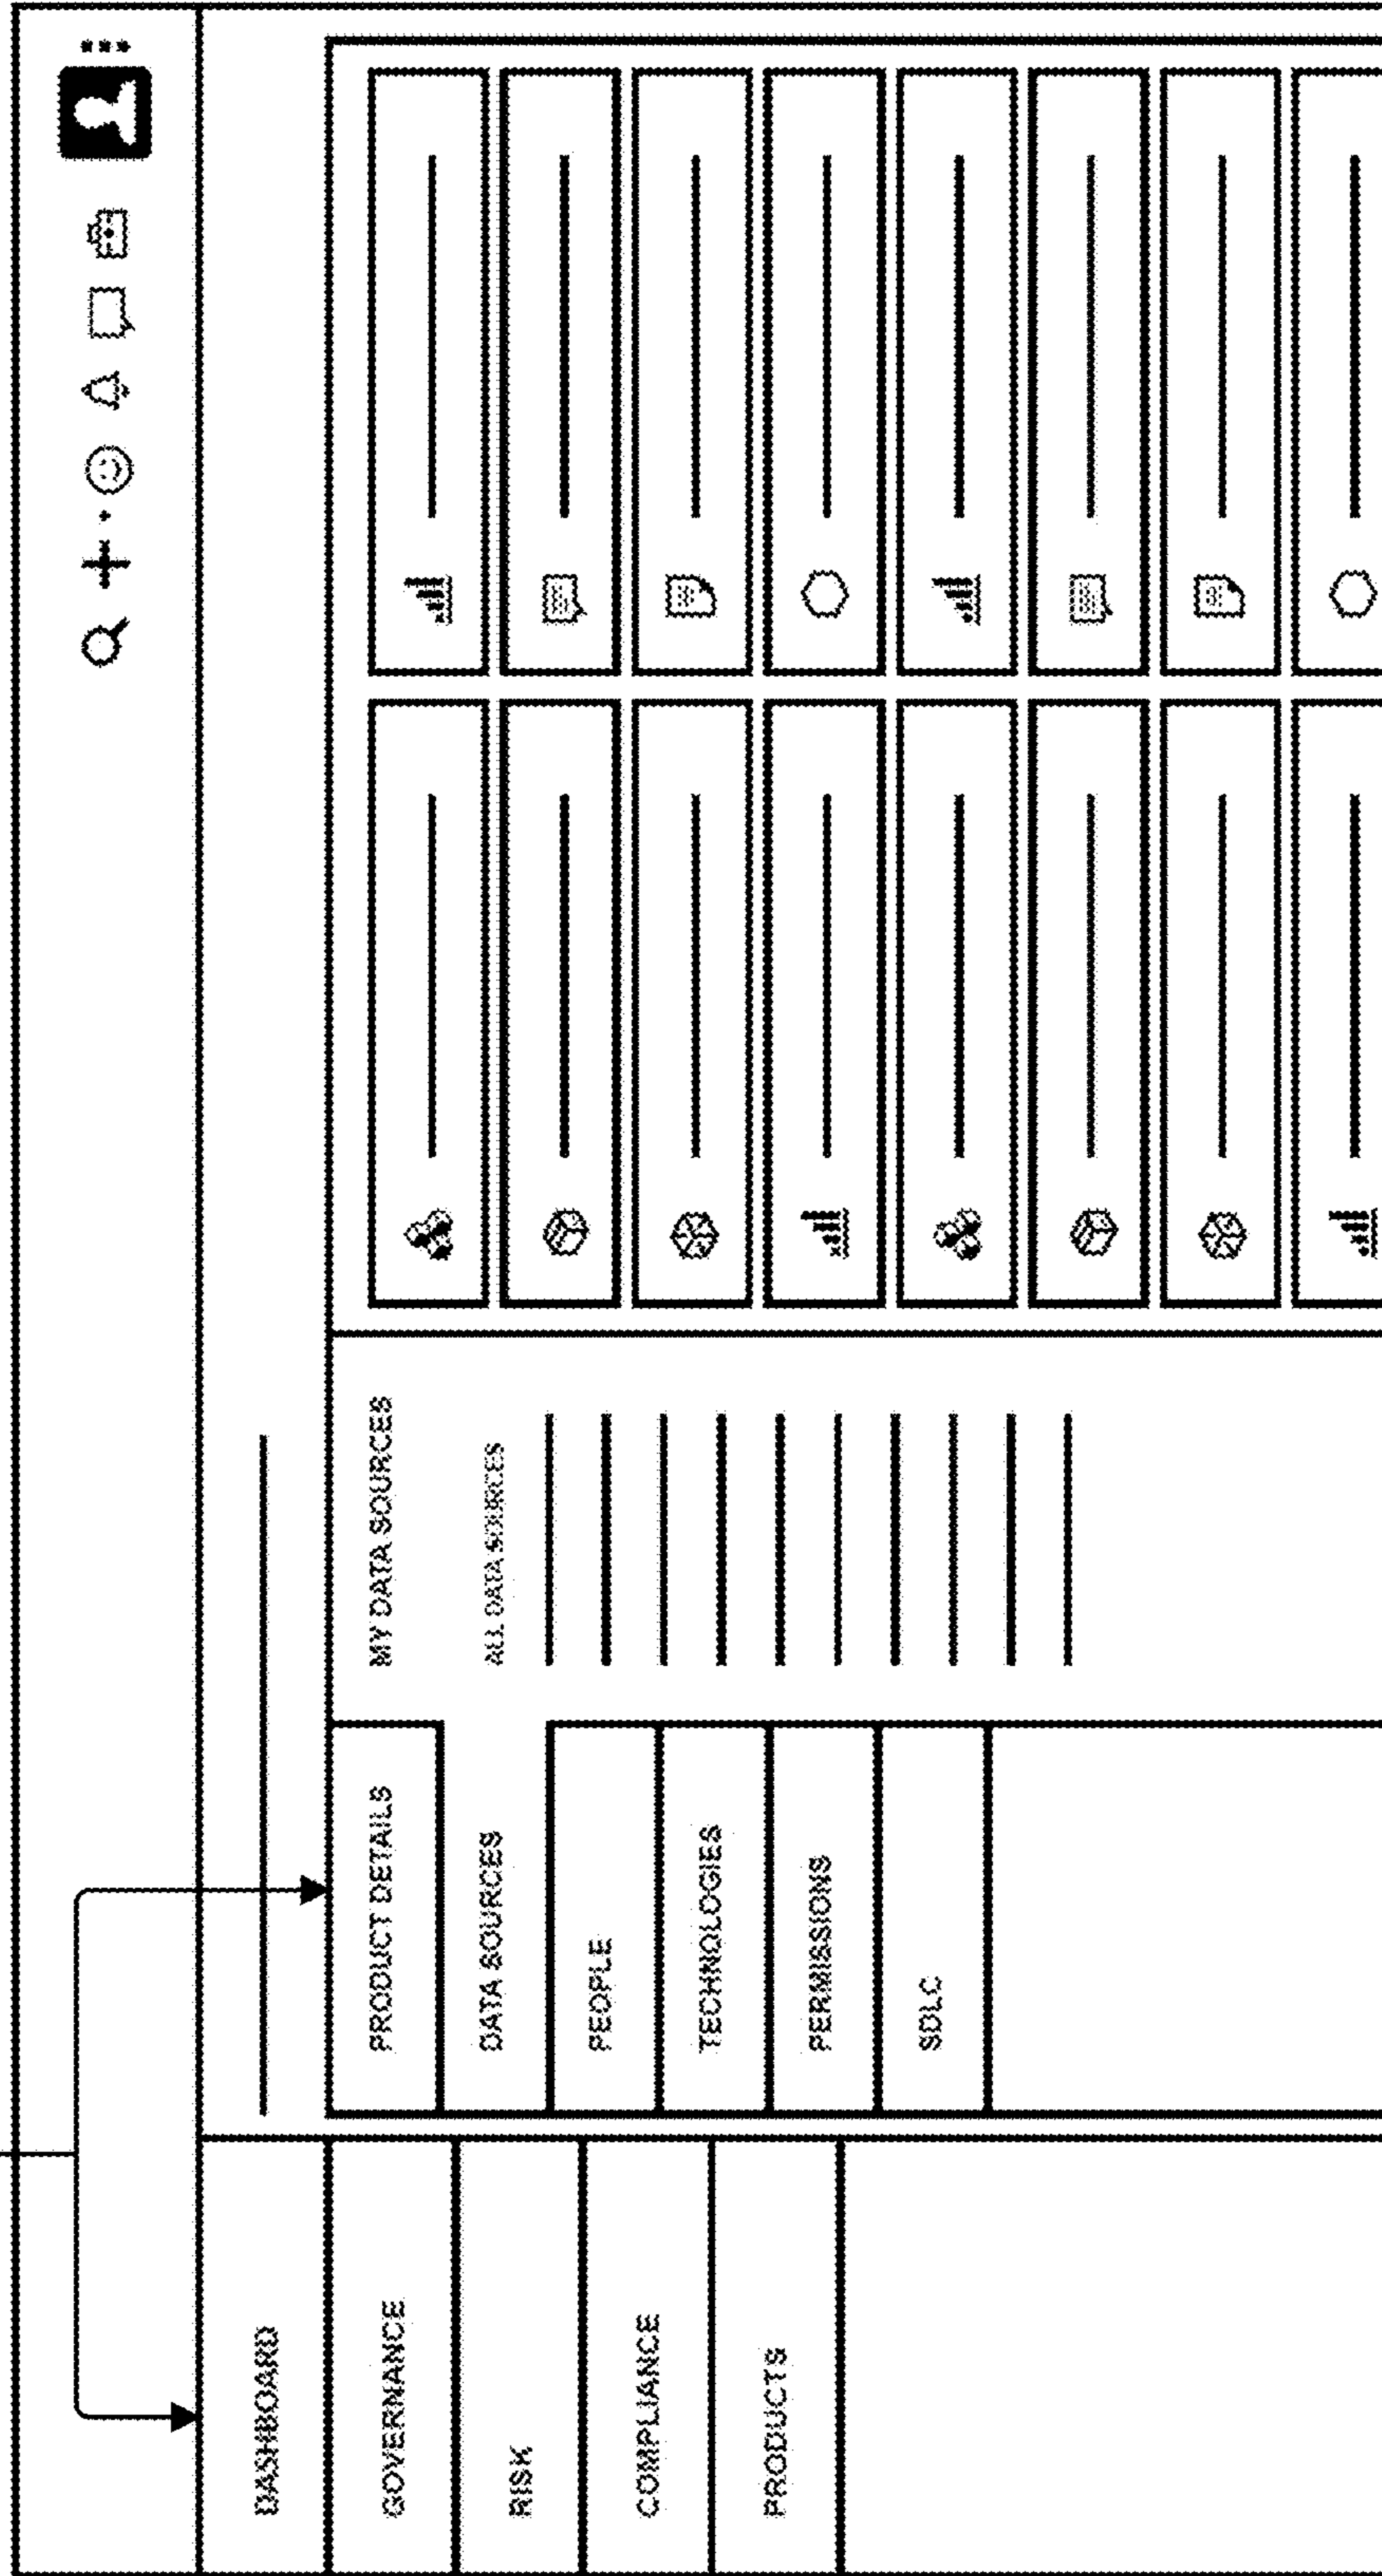 DASHBOARD
GOVERNANCE
RISK
COMPLIANCE
PRODUCTS
PRODUCT DETAILS
DATA SOURCES
PEOPLE
TECHNOLOGIES
PERMISSIONS
SDLC
MY DATA SOURCES
ALL DATA SOURCES